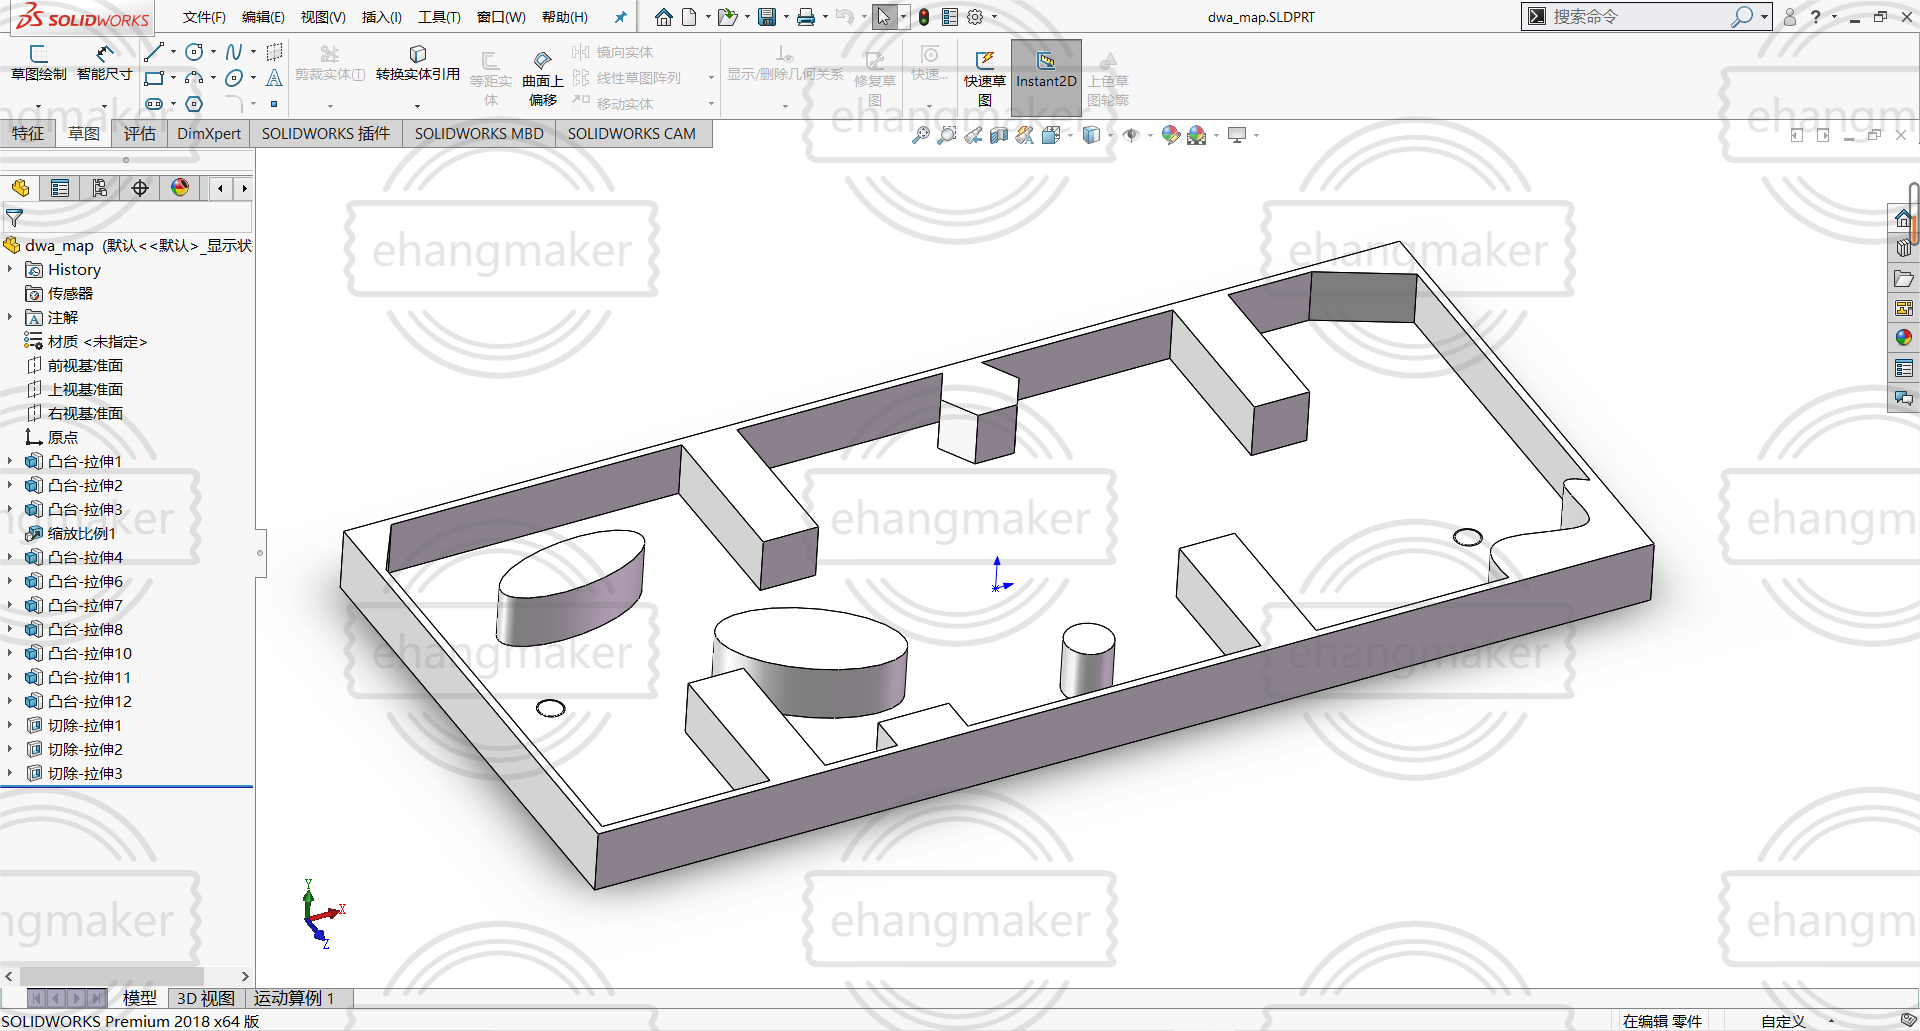 SOLIDWORKS 文件(F) 编辑(E) 视图(V) 插入(I) 工具(T) 窗口(W) 帮助(H) dwa_map.SLDPRT 搜索命令 ?
草图绘制 智能尺寸 剪裁实体(I) 转换实体引用 等距实体 曲面上偏移 镜向实体 线性草图阵列 移动实体 显示/删除几何关系 修复草图 快速... 快速草图 Instant2D 上色草图轮廓
特征 草图 评估 DimXpert SOLIDWORKS 插件 SOLIDWORKS MBD SOLIDWORKS CAM
dwa_map (默认<<默认>_显示状
History
传感器
注解
材质 <未指定>
前视基准面
上视基准面
右视基准面
原点
凸台-拉伸1
凸台-拉伸2
凸台-拉伸3
缩放比例1
凸台-拉伸4
凸台-拉伸6
凸台-拉伸7
凸台-拉伸8
凸台-拉伸10
凸台-拉伸11
凸台-拉伸12
切除-拉伸1
切除-拉伸2
切除-拉伸3
ehangmaker ehangmaker
ehangmaker ehangmaker
ehangmaker ehangmaker
ehangmaker
Y
X
Z
模型 3D 视图 运动算例 1
SOLIDWORKS Premium 2018 x64 版 在编辑 零件 自定义